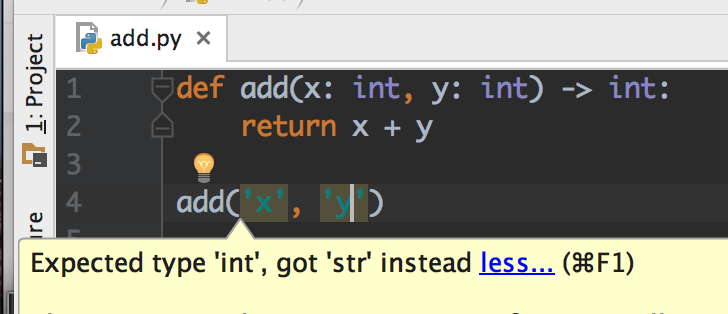 add.py ×
1: Project
1 def add(x: int, y: int) -> int:
2 return x + y
3
4 add('x', 'y')
Expected type 'int', got 'str' instead less... (⌘F1)